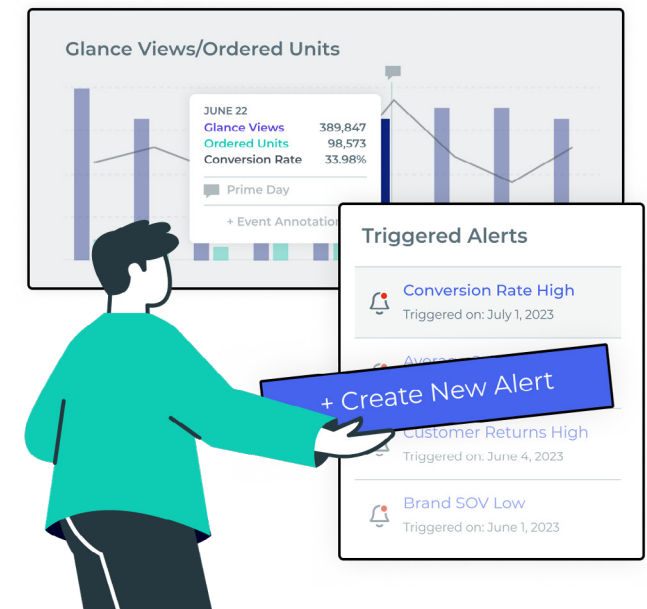 Glance Views/Ordered Units
JUNE 22
Glance Views 389,847
Ordered Units 98,573
Conversion Rate 33.98%
Prime Day
+ Event Annotation
Triggered Alerts
Conversion Rate High
Triggered on: July 1, 2023
+ Create New Alert
Customer Returns High
Triggered on: June 4, 2023
Brand SOV Low
Triggered on: June 1, 2023